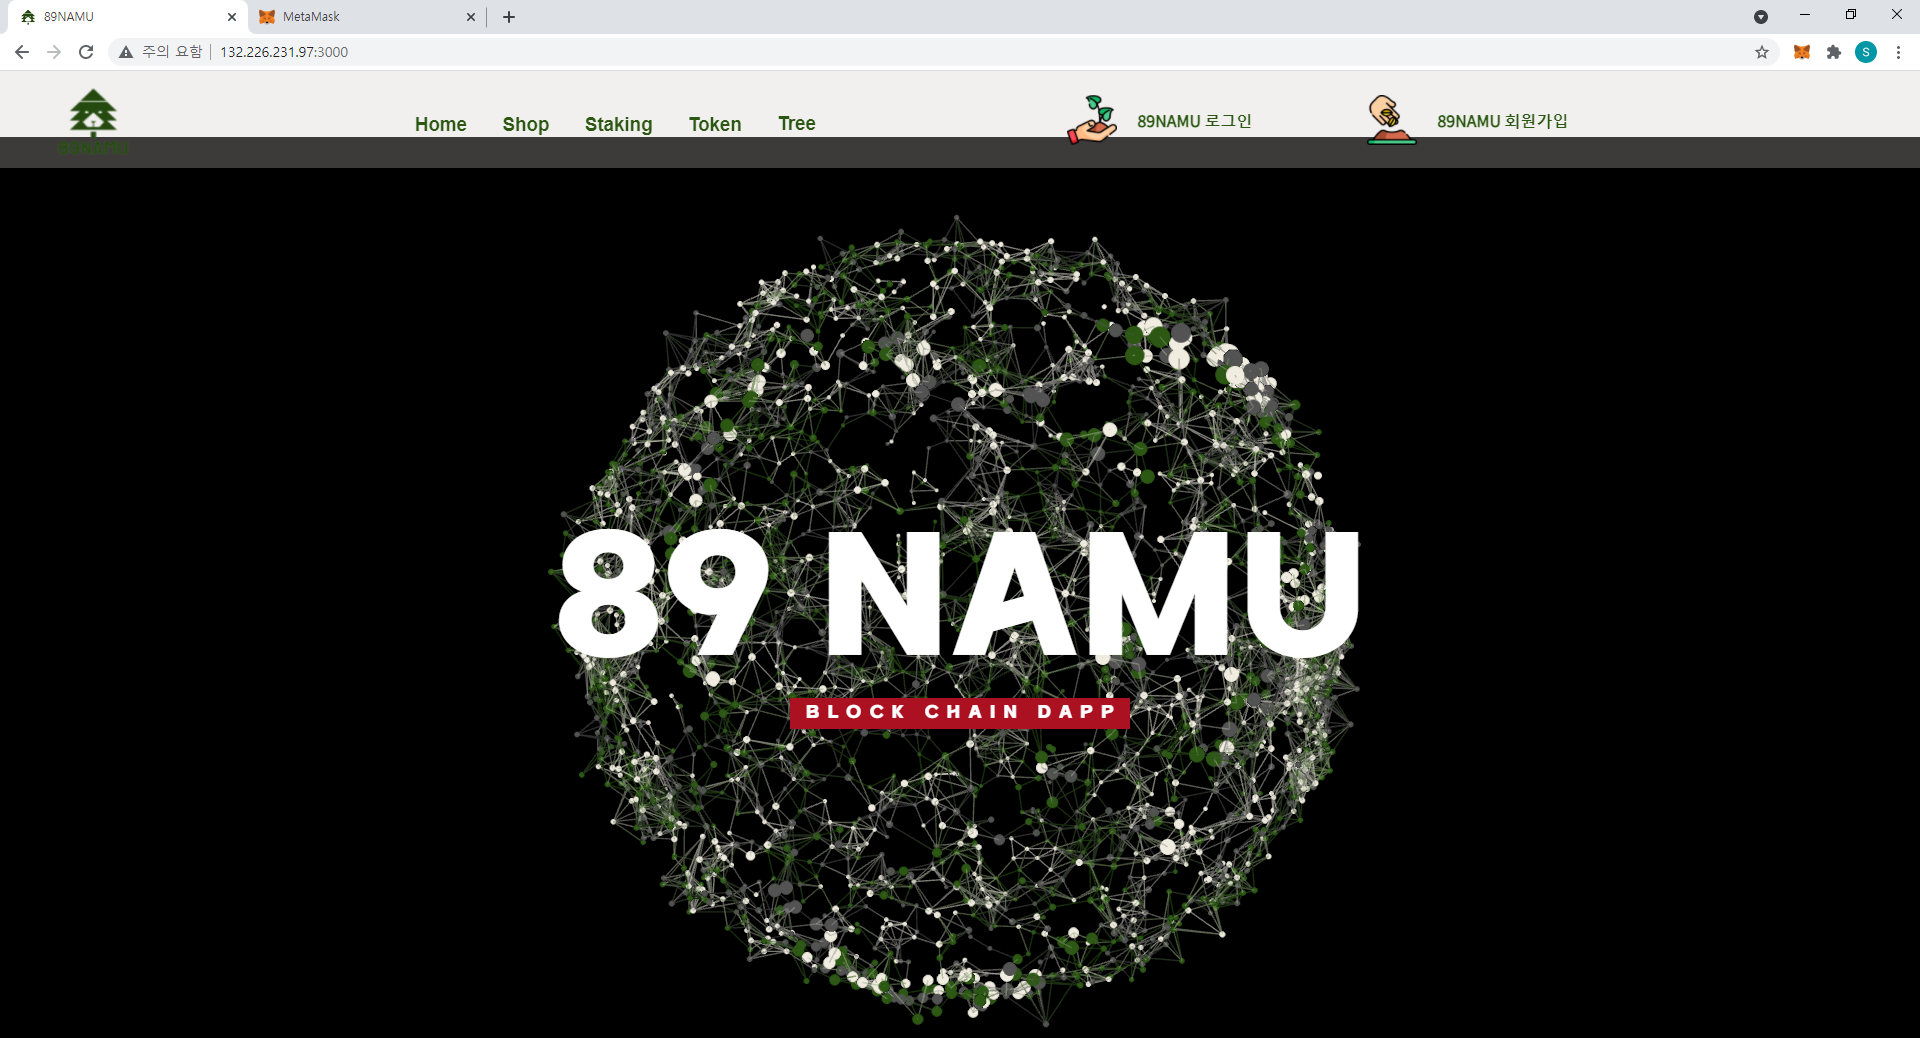 89NAMU
MetaMask
주의 요함
132.226.231.97:3000
S
Home
Shop
Staking
Token
Tree
89NAMU 로그인
89NAMU 회원가입
89NAMU
89 NAMU
BLOCK CHAIN DAPP